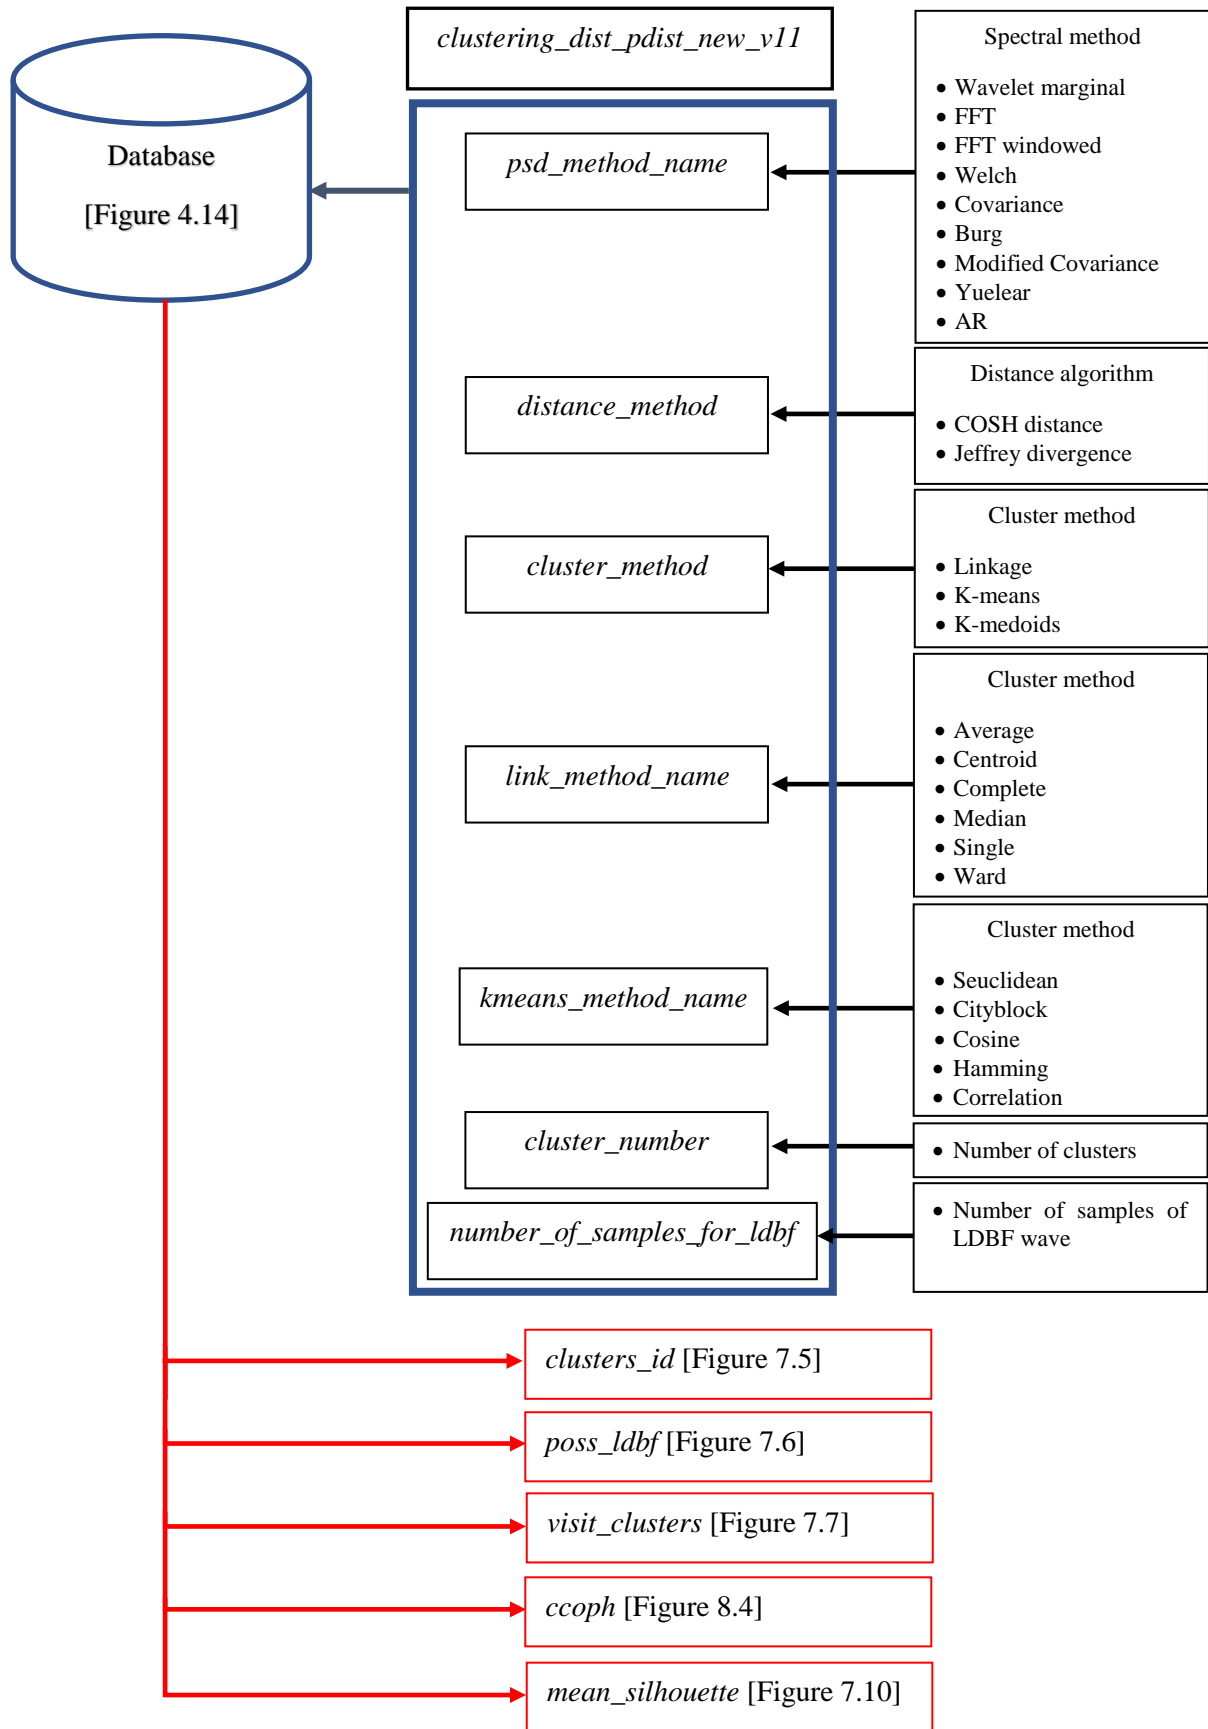 clustering_dist_pdist_new_v11
Database
[Figure 4.14]
psd_method_name
Spectral method
• Wavelet marginal
• FFT
• FFT windowed
• Welch
• Covariance
• Burg
• Modified Covariance
• Yuelear
• AR
distance_method
Distance algorithm
• COSH distance
• Jeffrey divergence
cluster_method
Cluster method
• Linkage
• K-means
• K-medoids
link_method_name
Cluster method
• Average
• Centroid
• Complete
• Median
• Single
• Ward
kmeans_method_name
Cluster method
• Seuclidean
• Cityblock
• Cosine
• Hamming
• Correlation
cluster_number
• Number of clusters
number_of_samples_for_ldbf
• Number of samples of
LDBF wave
clusters_id [Figure 7.5]
poss_ldbf [Figure 7.6]
visit_clusters [Figure 7.7]
ccoph [Figure 8.4]
mean_silhouette [Figure 7.10]